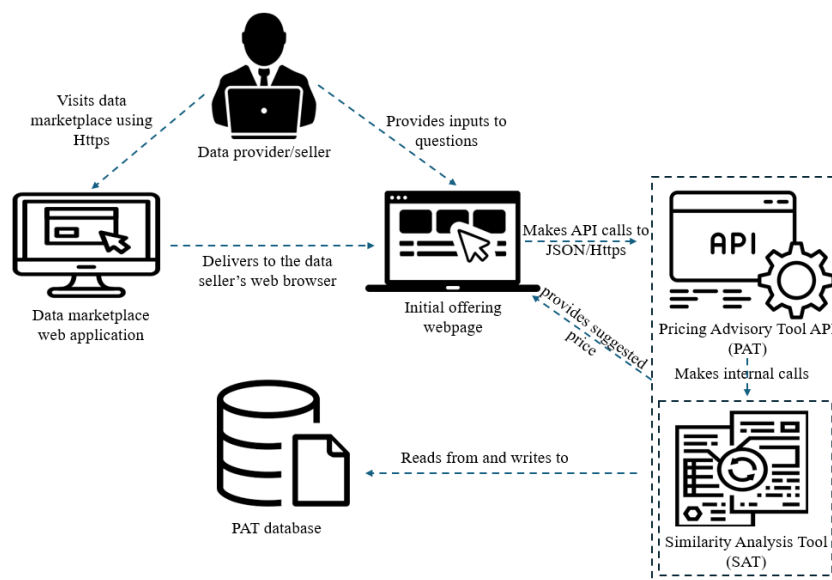 Visits data
marketplace using
Https
Provides inputs to
questions
Data provider/seller
Makes API calls to
JSON/Https
API
Delivers to the data
seller's web browser
Data marketplace
web application
Initial offering
webpage
provides suggested
price
Pricing Advisory Tool API
(PAT)
Makes internal calls
Reads from and writes to
PAT database
Similarity Analysis Tool
(SAT)